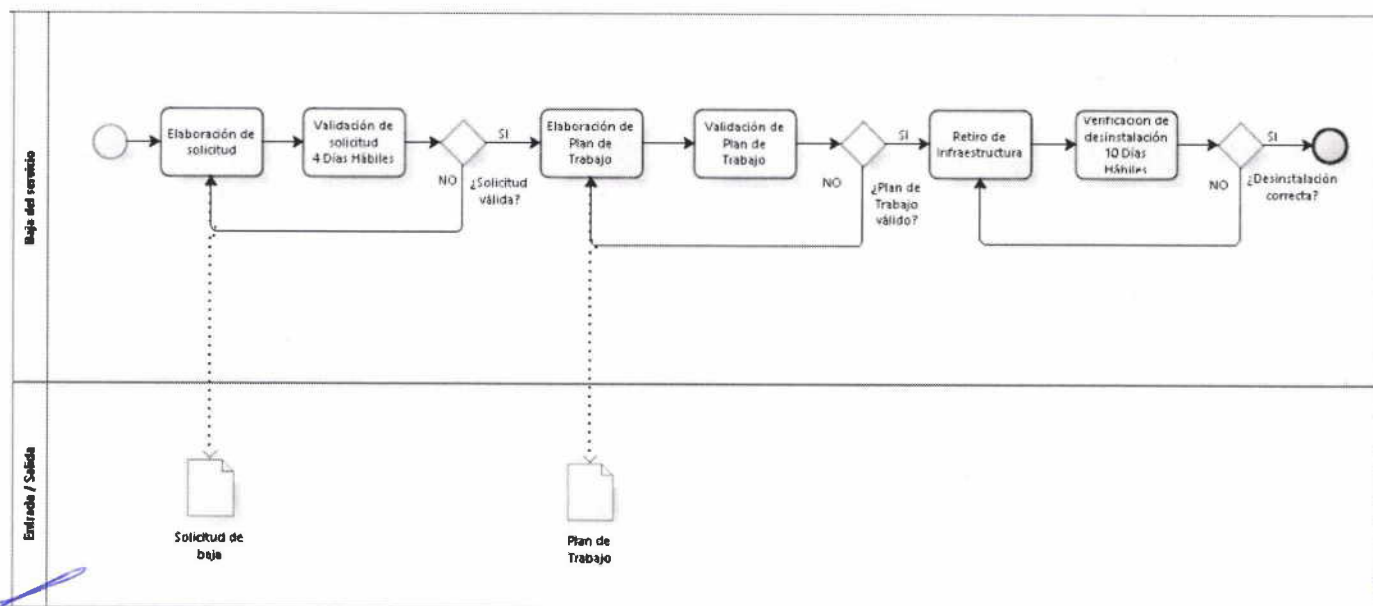 Baja del servicio
Elaboración de
solicitud
Validación de
solicitud
4 Días Hábiles
SI
NO
¿Solicitud
válida?
Elaboración de
Plan de
Trabajo
Validación de
Plan de
Trabajo
SI
NO
¿Plan de
Trabajo
válido?
Retiro de
Infraestructura
Verificacion de
desinstalación
10 Días
Hábiles
SI
NO
¿Desinstalación
correcta?
Entrada / Salida
Solicitud de
baja
Plan de
Trabajo